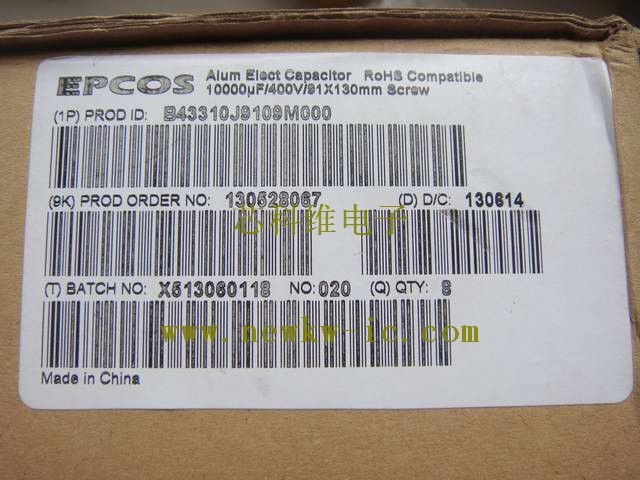 EPCOS Alum Elect Capacitor RoHS Compatible
10000µF/400V/91X130mm Screw
(1P) PROD ID: B43310J9109M000
(9K) PROD ORDER NO: 130528067 (D) D/C: 130614
芯科维电子
(T) BATCH NO: X513060118 NO: 020 (Q) QTY: 8
www.newkw-ic.com
Made in China